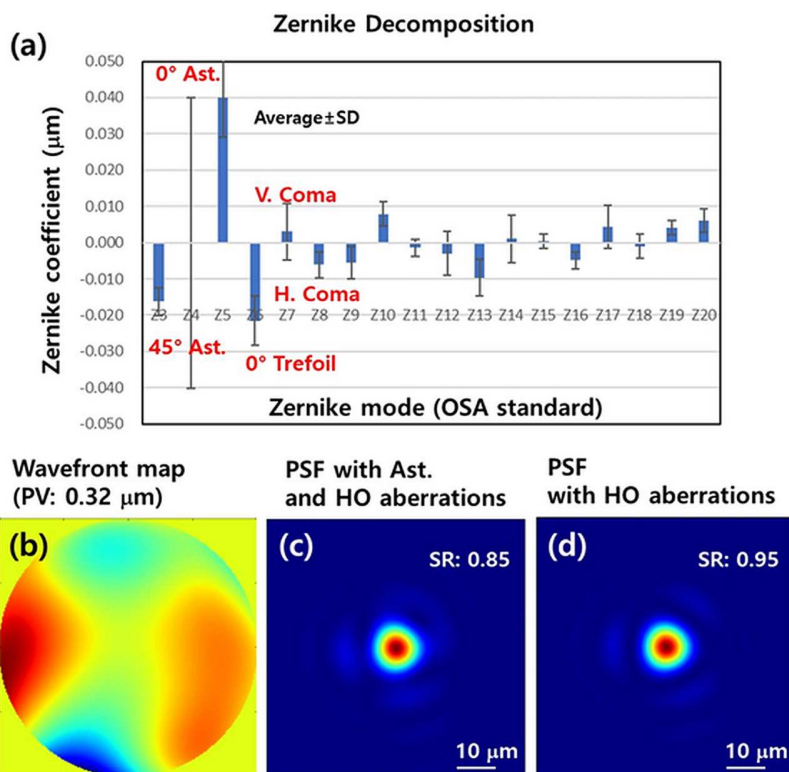 Zernike Decomposition
(a)
Zernike coefficient (μm)
0.050
0.040
0.030
0.020
0.010
0.000
-0.010
-0.020
-0.030
-0.040
-0.050
0° Ast.
Average±SD
V. Coma
H. Coma
Z3 Z4 Z5 Z6 Z7 Z8 Z9 Z10 Z11 Z12 Z13 Z14 Z15 Z16 Z17 Z18 Z19 Z20
45° Ast.
0° Trefoil
Zernike mode (OSA standard)
Wavefront map
(PV: 0.32 μm)
(b)
PSF with Ast.
and HO aberrations
(c)
SR: 0.85
10 μm
PSF
with HO aberrations
(d)
SR: 0.95
10 μm